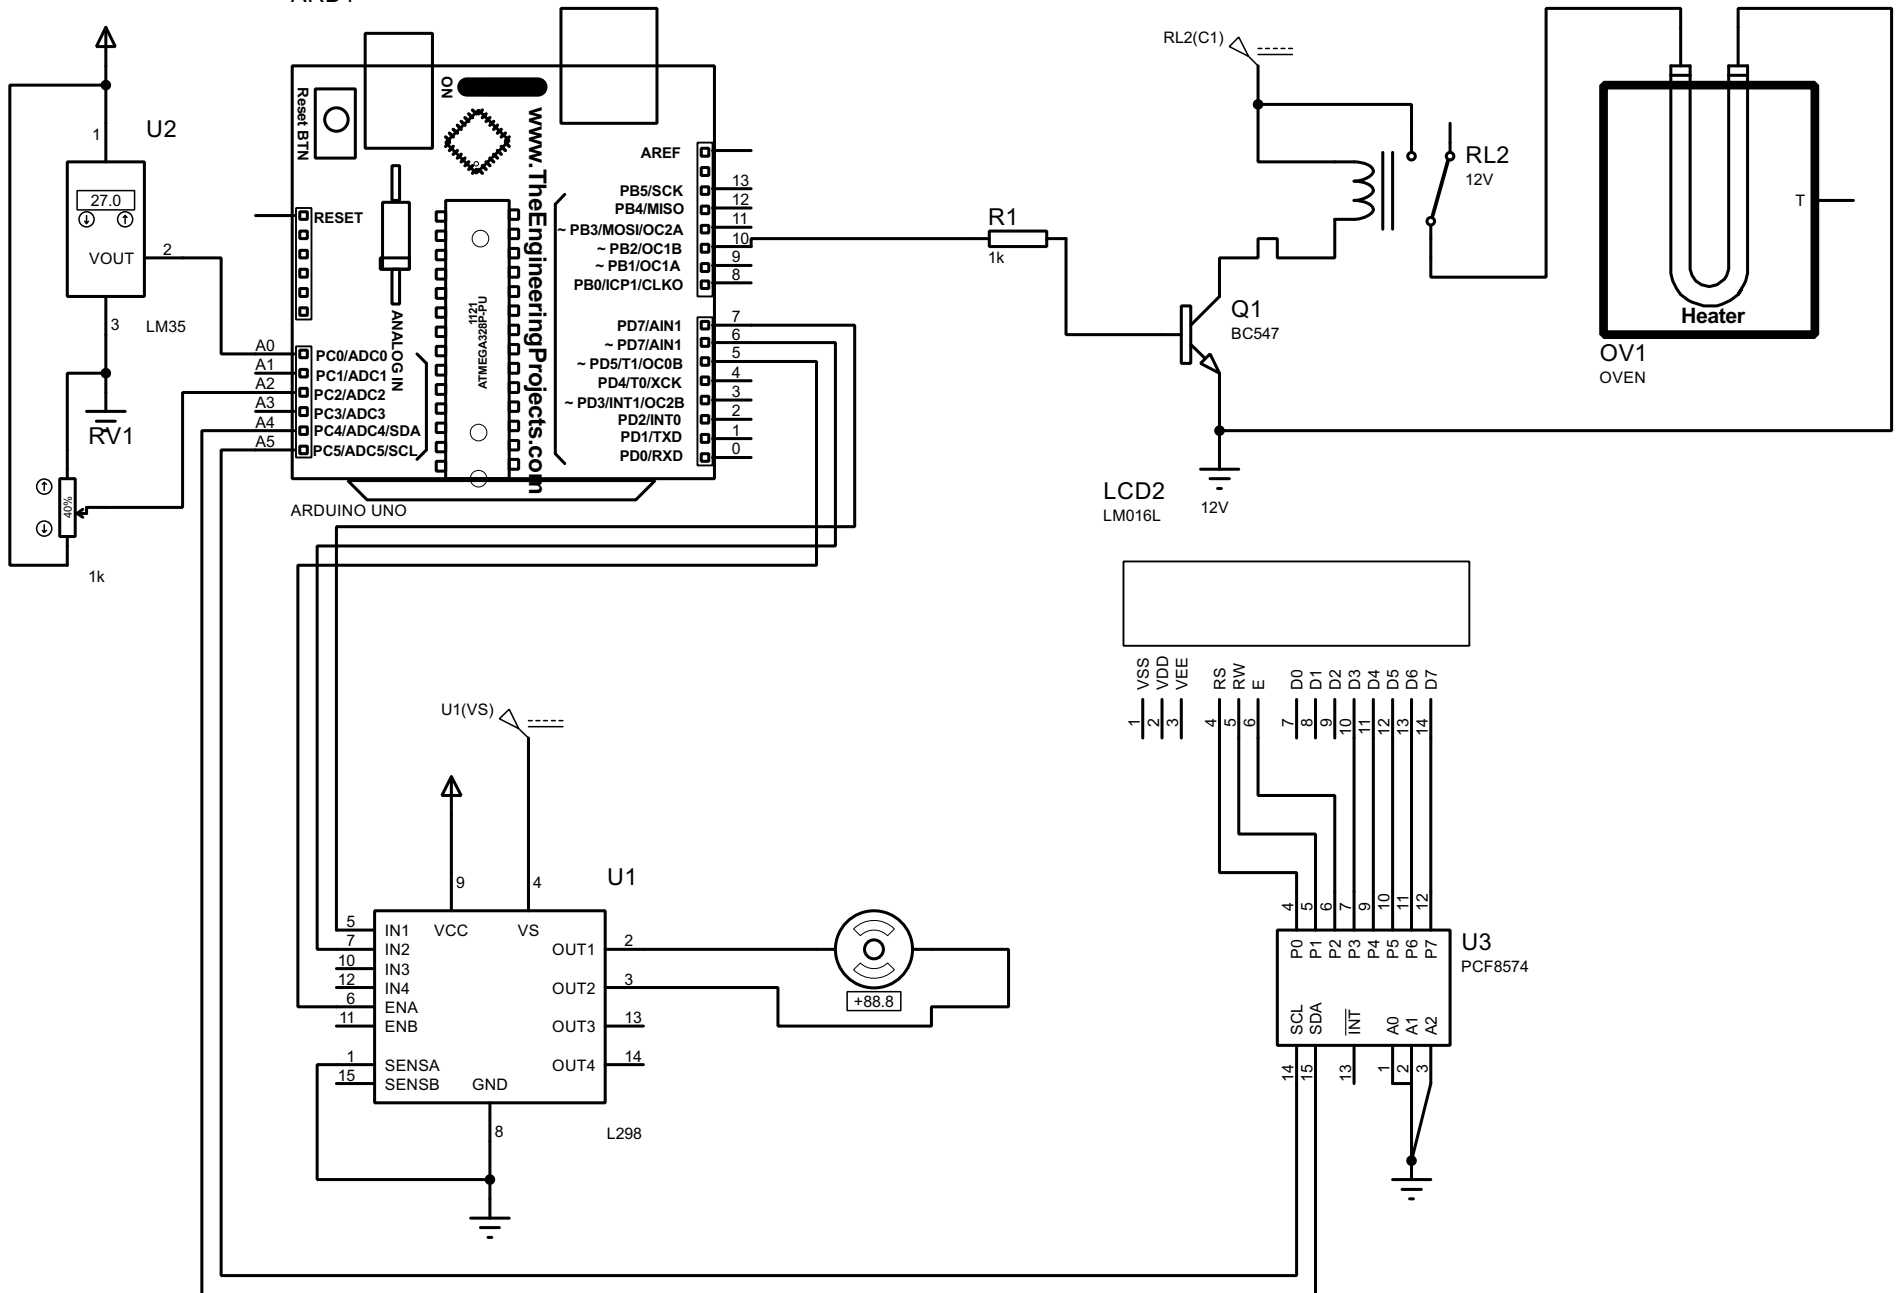 ARD1
U2
1
27.0
VOUT
2
3
LM35
RV1
40%
1k
Reset BTN
ON
www.TheEngineeringProjects.com
1121
ATMEGA328P-PU
ANALOG IN
RESET
A0 PC0/ADC0
A1 PC1/ADC1
A2 PC2/ADC2
A3 PC3/ADC3
A4 PC4/ADC4/SDA
A5 PC5/ADC5/SCL
AREF
PB5/SCK 13
PB4/MISO 12
~ PB3/MOSI/OC2A 11
~ PB2/OC1B 10
~ PB1/OC1A 9
PB0/ICP1/CLKO 8
PD7/AIN1 7
~ PD7/AIN1 6
~ PD5/T1/OC0B 5
PD4/T0/XCK 4
~ PD3/INT1/OC2B 3
PD2/INT0 2
PD1/TXD 1
PD0/RXD 0
ARDUINO UNO
R1
1k
RL2(C1)
RL2
12V
Q1
BC547
12V
T
Heater
OV1
OVEN
LCD2
LM016L
VSS VDD VEE RS RW E D0 D1 D2 D3 D4 D5 D6 D7
1 2 3 4 5 6 7 8 9 10 11 12 13 14
4 5 6 7 9 10 11 12
P0 P1 P2 P3 P4 P5 P6 P7
U3
PCF8574
SCL SDA INT A0 A1 A2
14 15 13 1 2 3
U1(VS)
9
4
U1
5 IN1 VCC VS
7 IN2 OUT1 2
10 IN3
12 IN4 OUT2 3
6 ENA
11 ENB OUT3 13
1 SENSA OUT4 14
15 SENSB GND
8
L298
+88.8